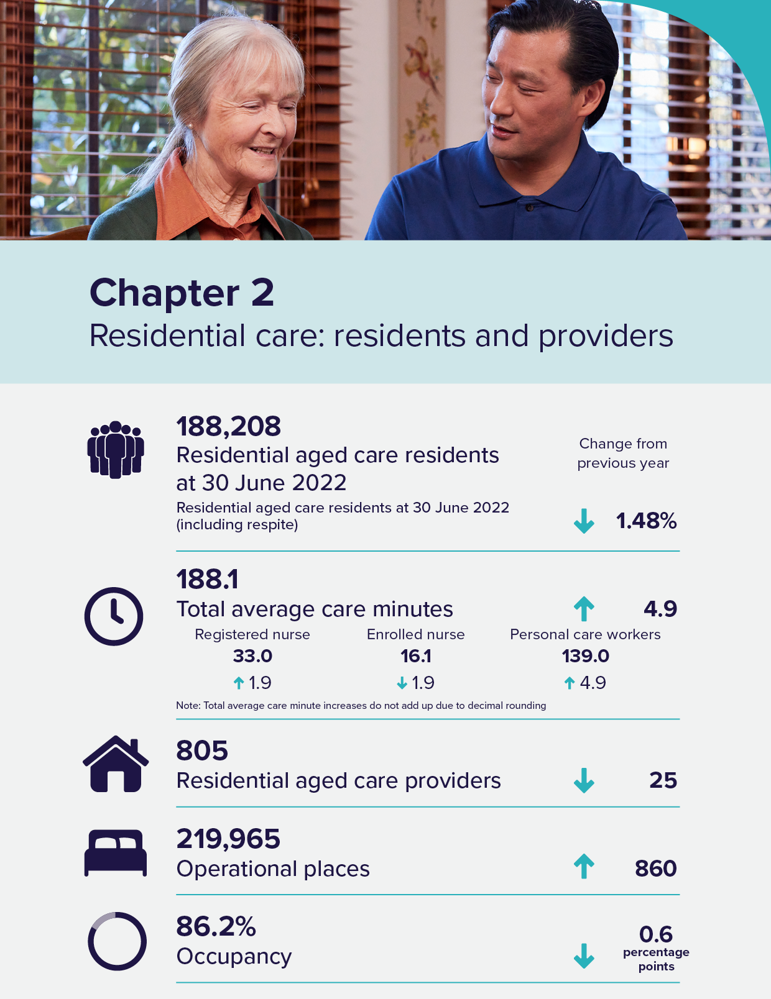 Chapter 2
Residential care: residents and providers
188,208
Residential aged care residents
at 30 June 2022
Residential aged care residents at 30 June 2022
(including respite)
Change from
previous year
1.48%
188.1
Total average care minutes
4.9
Registered nurse
33.0
1.9
Enrolled nurse
16.1
1.9
Personal care workers
139.0
4.9
Note: Total average care minute increases do not add up due to decimal rounding
805
Residential aged care providers
25
219,965
Operational places
860
86.2%
Occupancy
0.6
percentage
points